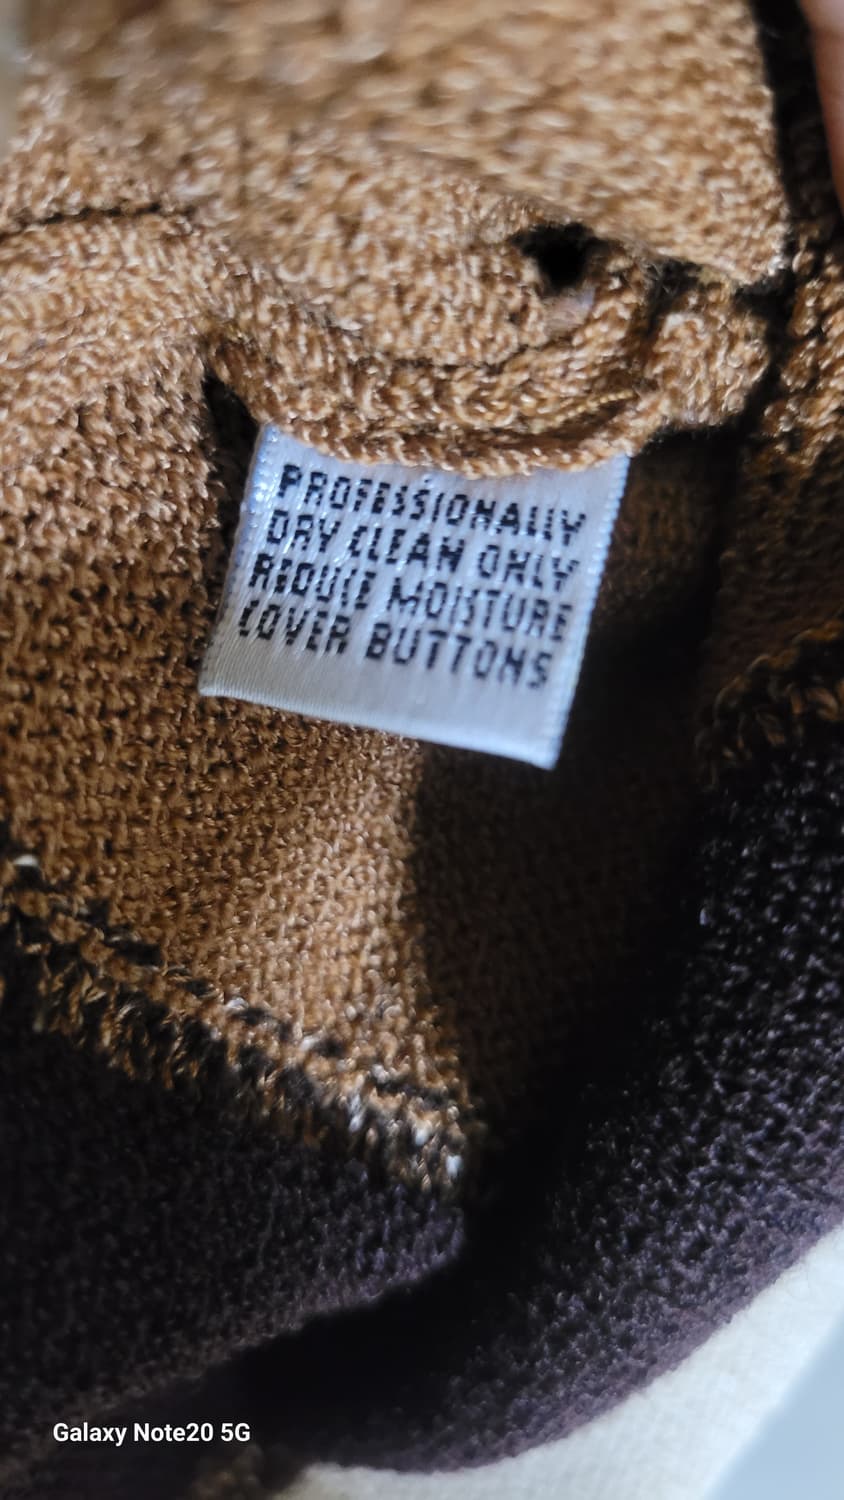 PROFESSIONALLY
DRY CLEAN ONLY
REDUCE MOISTURE
COVER BUTTONS
Galaxy Note20 5G